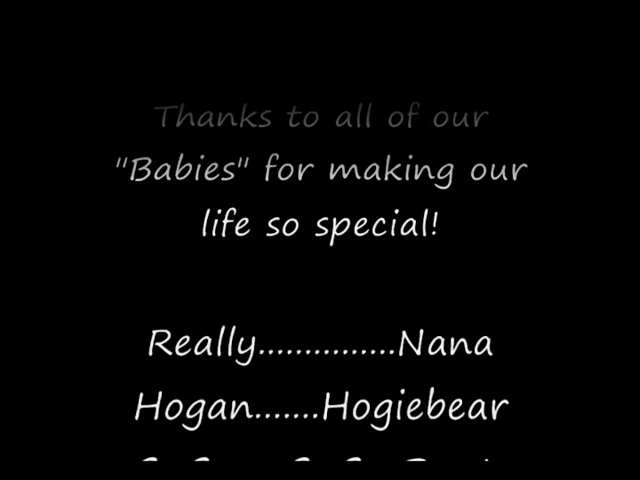 Thanks to all of our
"Babies" for making our
life so special!
Really...............Nana
Hogan.......Hogiebear